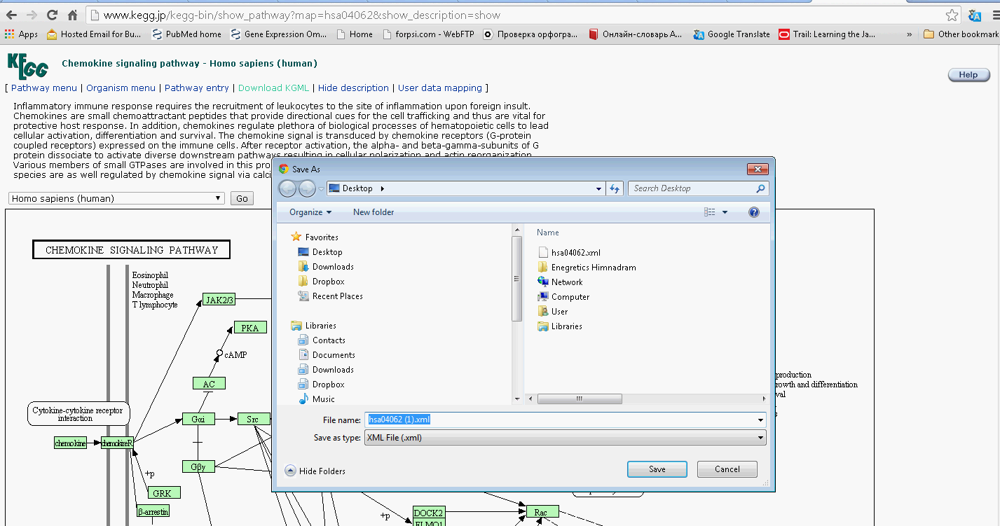 www.kegg.jp/kegg-bin/show_pathway?map=hsa04062&show_description=show
Apps Hosted Email for Bu... PubMed home Gene Expression Om... Home forpsi.com - WebFTP Проверка орфогра... Онлайн-словарь A... Google Translate Trail: Learning the Ja... » Other bookmark
KEGG
Chemokine signaling pathway - Homo sapiens (human)
Help
[ Pathway menu | Organism menu | Pathway entry | Download KGML | Hide description | User data mapping ]
Inflammatory immune response requires the recruitment of leukocytes to the site of inflammation upon foreign insult.
Chemokines are small chemoattractant peptides that provide directional cues for the cell trafficking and thus are vital for
protective host response. In addition, chemokines regulate plethora of biological processes of hematopoietic cells to lead
cellular activation, differentiation and survival. The chemokine signal is transduced by chemokine receptors (G-protein
coupled receptors) expressed on the immune cells. After receptor activation, the alpha- and beta-gamma-subunits of G
protein dissociate to activate diverse downstream pathways resulting in cellular polarization and actin reorganization.
Various members of small GTPases are involved in this pro
species are as well regulated by chemokine signal via calci
Homo sapiens (human)
Go
CHEMOKINE SIGNALING PATHWAY
Eosinophil
Neutrophil
Macrophage
T lymphocyte
JAK2/3
PKA
cAMP
AC
Cytokine-cytokine receptor
interaction
Gαi
Src
chemokine
chemokineR
Gβγ
+p
GRK
β-arrestin
Save As
Desktop
Search Desktop
Organize
New folder
Favorites
Desktop
Downloads
Dropbox
Recent Places
Libraries
Contacts
Documents
Downloads
Dropbox
Music
Name
hsa04062.xml
Enegretics Himnadram
Network
Computer
User
Libraries
File name: hsa04062 (1).xml
Save as type: XML File (.xml)
Hide Folders
Save
Cancel
production
rowth and differentiation
val
+p
DOCK2
ELMO1
Rac